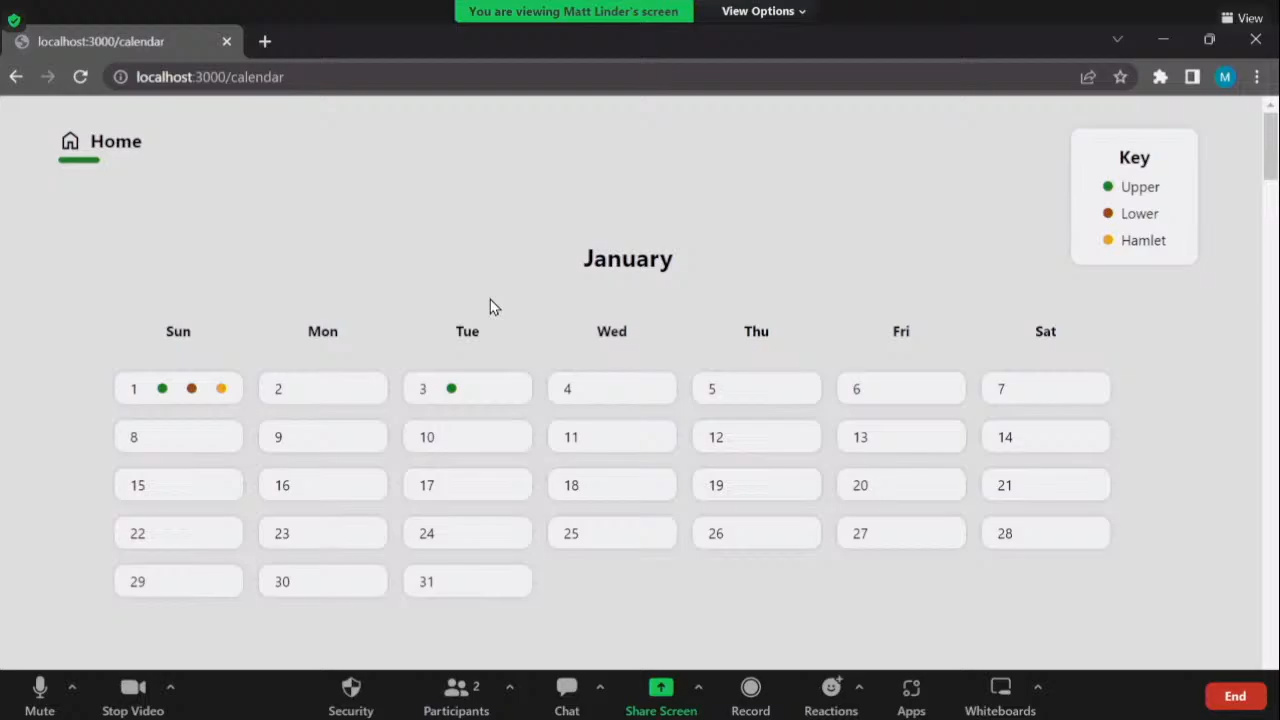 You are viewing Matt Linder's screen
View Options
View
localhost:3000/calendar
localhost:3000/calendar
M
Home
Key
Upper
Lower
Hamlet
January
Sun Mon Tue Wed Thu Fri Sat
1 2 3 4 5 6 7
8 9 10 11 12 13 14
15 16 17 18 19 20 21
22 23 24 25 26 27 28
29 30 31
2
Mute Stop Video Security Participants Chat Share Screen Record Reactions Apps Whiteboards End